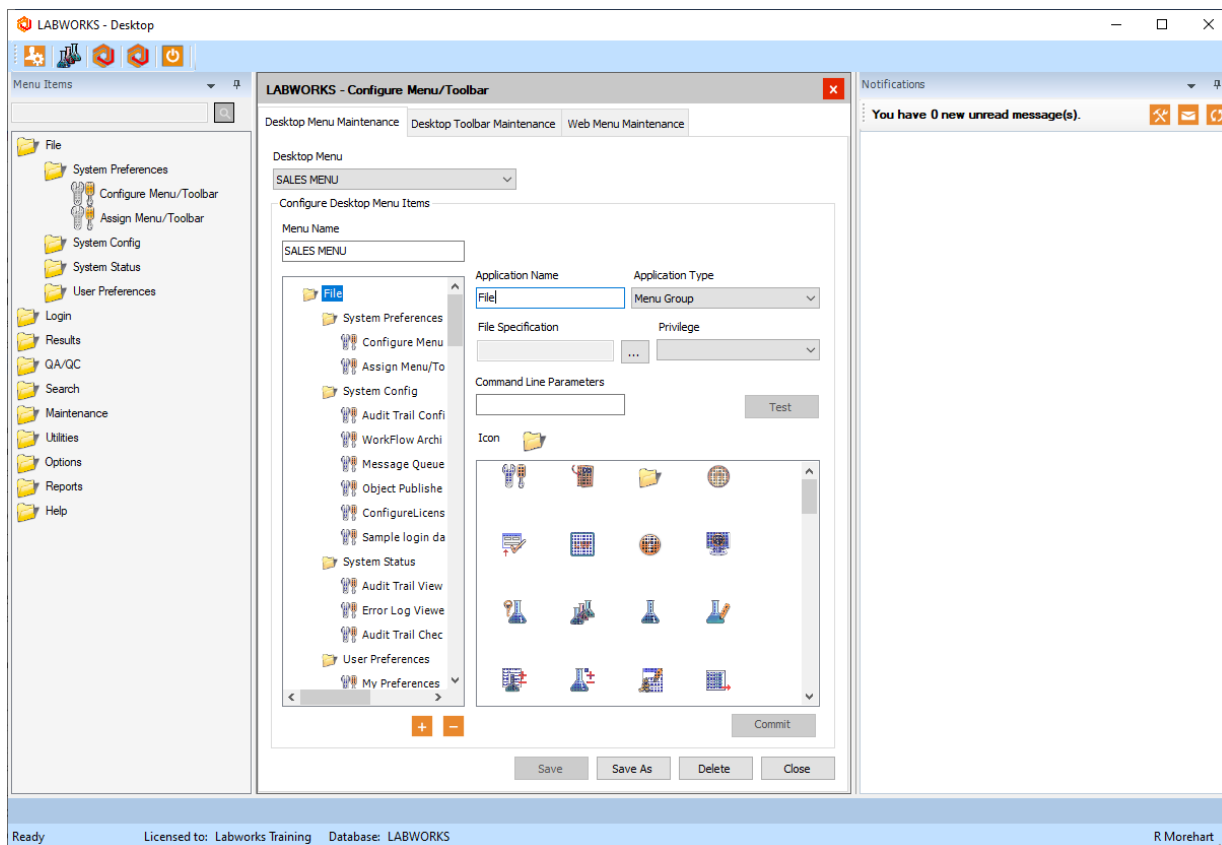 LABWORKS - Desktop
Menu Items
File
System Preferences
Configure Menu/Toolbar
Assign Menu/Toolbar
System Config
System Status
User Preferences
Login
Results
QA/QC
Search
Maintenance
Utilities
Options
Reports
Help
LABWORKS - Configure Menu/Toolbar
Desktop Menu Maintenance
Desktop Toolbar Maintenance
Web Menu Maintenance
Desktop Menu
SALES MENU
Configure Desktop Menu Items
Menu Name
SALES MENU
File
System Preferences
Configure Menu
Assign Menu/To
System Config
Audit Trail Confi
WorkFlow Archi
Message Queue
Object Publishe
ConfigureLicens
Sample login da
System Status
Audit Trail View
Error Log Viewe
Audit Trail Chec
User Preferences
My Preferences
Application Name
Application Type
File
Menu Group
File Specification
Privilege
...
Command Line Parameters
Test
Icon
Commit
Save
Save As
Delete
Close
Notifications
You have 0 new unread message(s).
Ready
Licensed to: Labworks Training
Database: LABWORKS
R Morehart